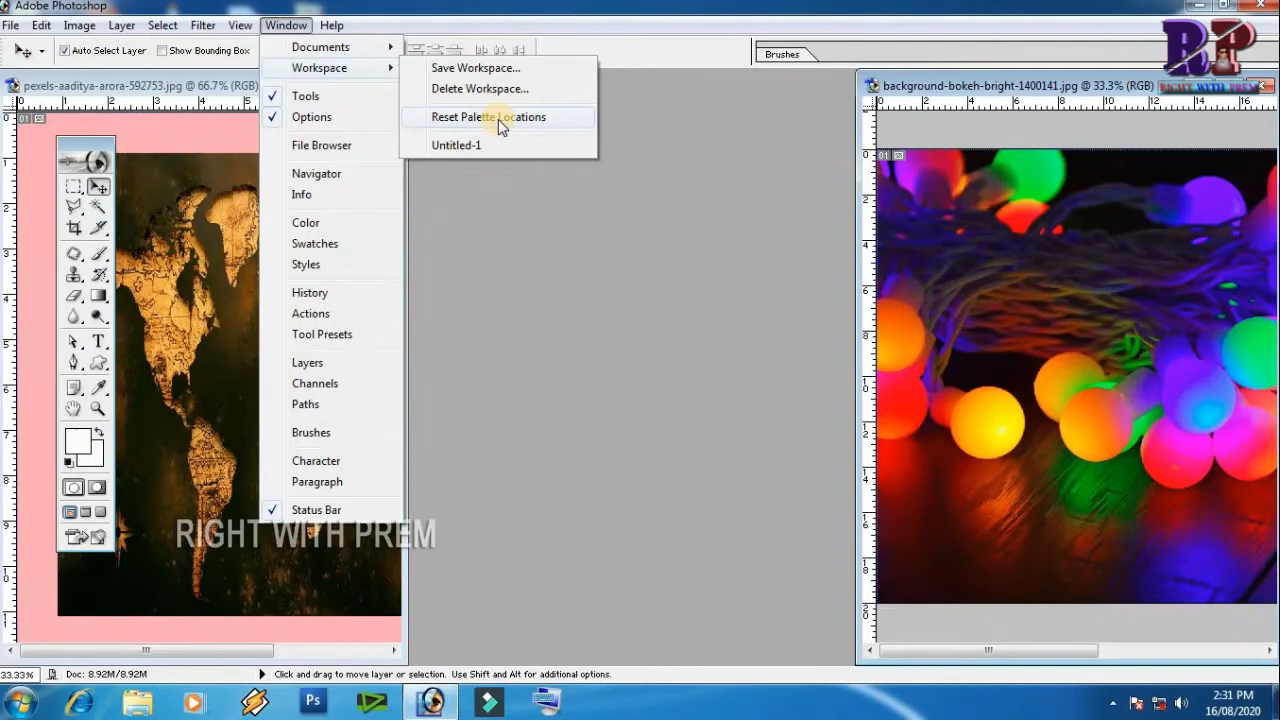 Adobe Photoshop
File Edit Image Layer Select Filter View Window Help
Auto Select Layer Show Bounding Box
Brushes
RP
RIGHT WITH PREM
pexels-aaditya-arora-592753.jpg @ 66.7% (RGB)
background-bokeh-bright-1400141.jpg @ 33.3% (RGB)
Documents
Workspace
Tools
Options
File Browser
Navigator
Info
Color
Swatches
Styles
History
Actions
Tool Presets
Layers
Channels
Paths
Brushes
Character
Paragraph
Status Bar
Save Workspace...
Delete Workspace...
Reset Palette Locations
Untitled-1
RIGHT WITH PREM
33.33% Doc: 8.92M/8.92M Click and drag to move layer or selection. Use Shift and Alt for additional options.
Ps
2:31 PM
16/08/2020